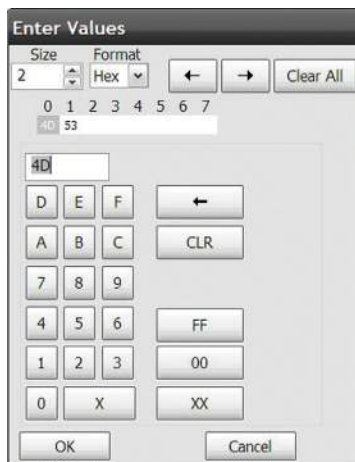 Enter Values
Size Format
2 Hex ← → Clear All
0 1 2 3 4 5 6 7
4D 53
4D
D E F ←
A B C CLR
7 8 9
4 5 6 FF
1 2 3 00
0 X XX
OK Cancel